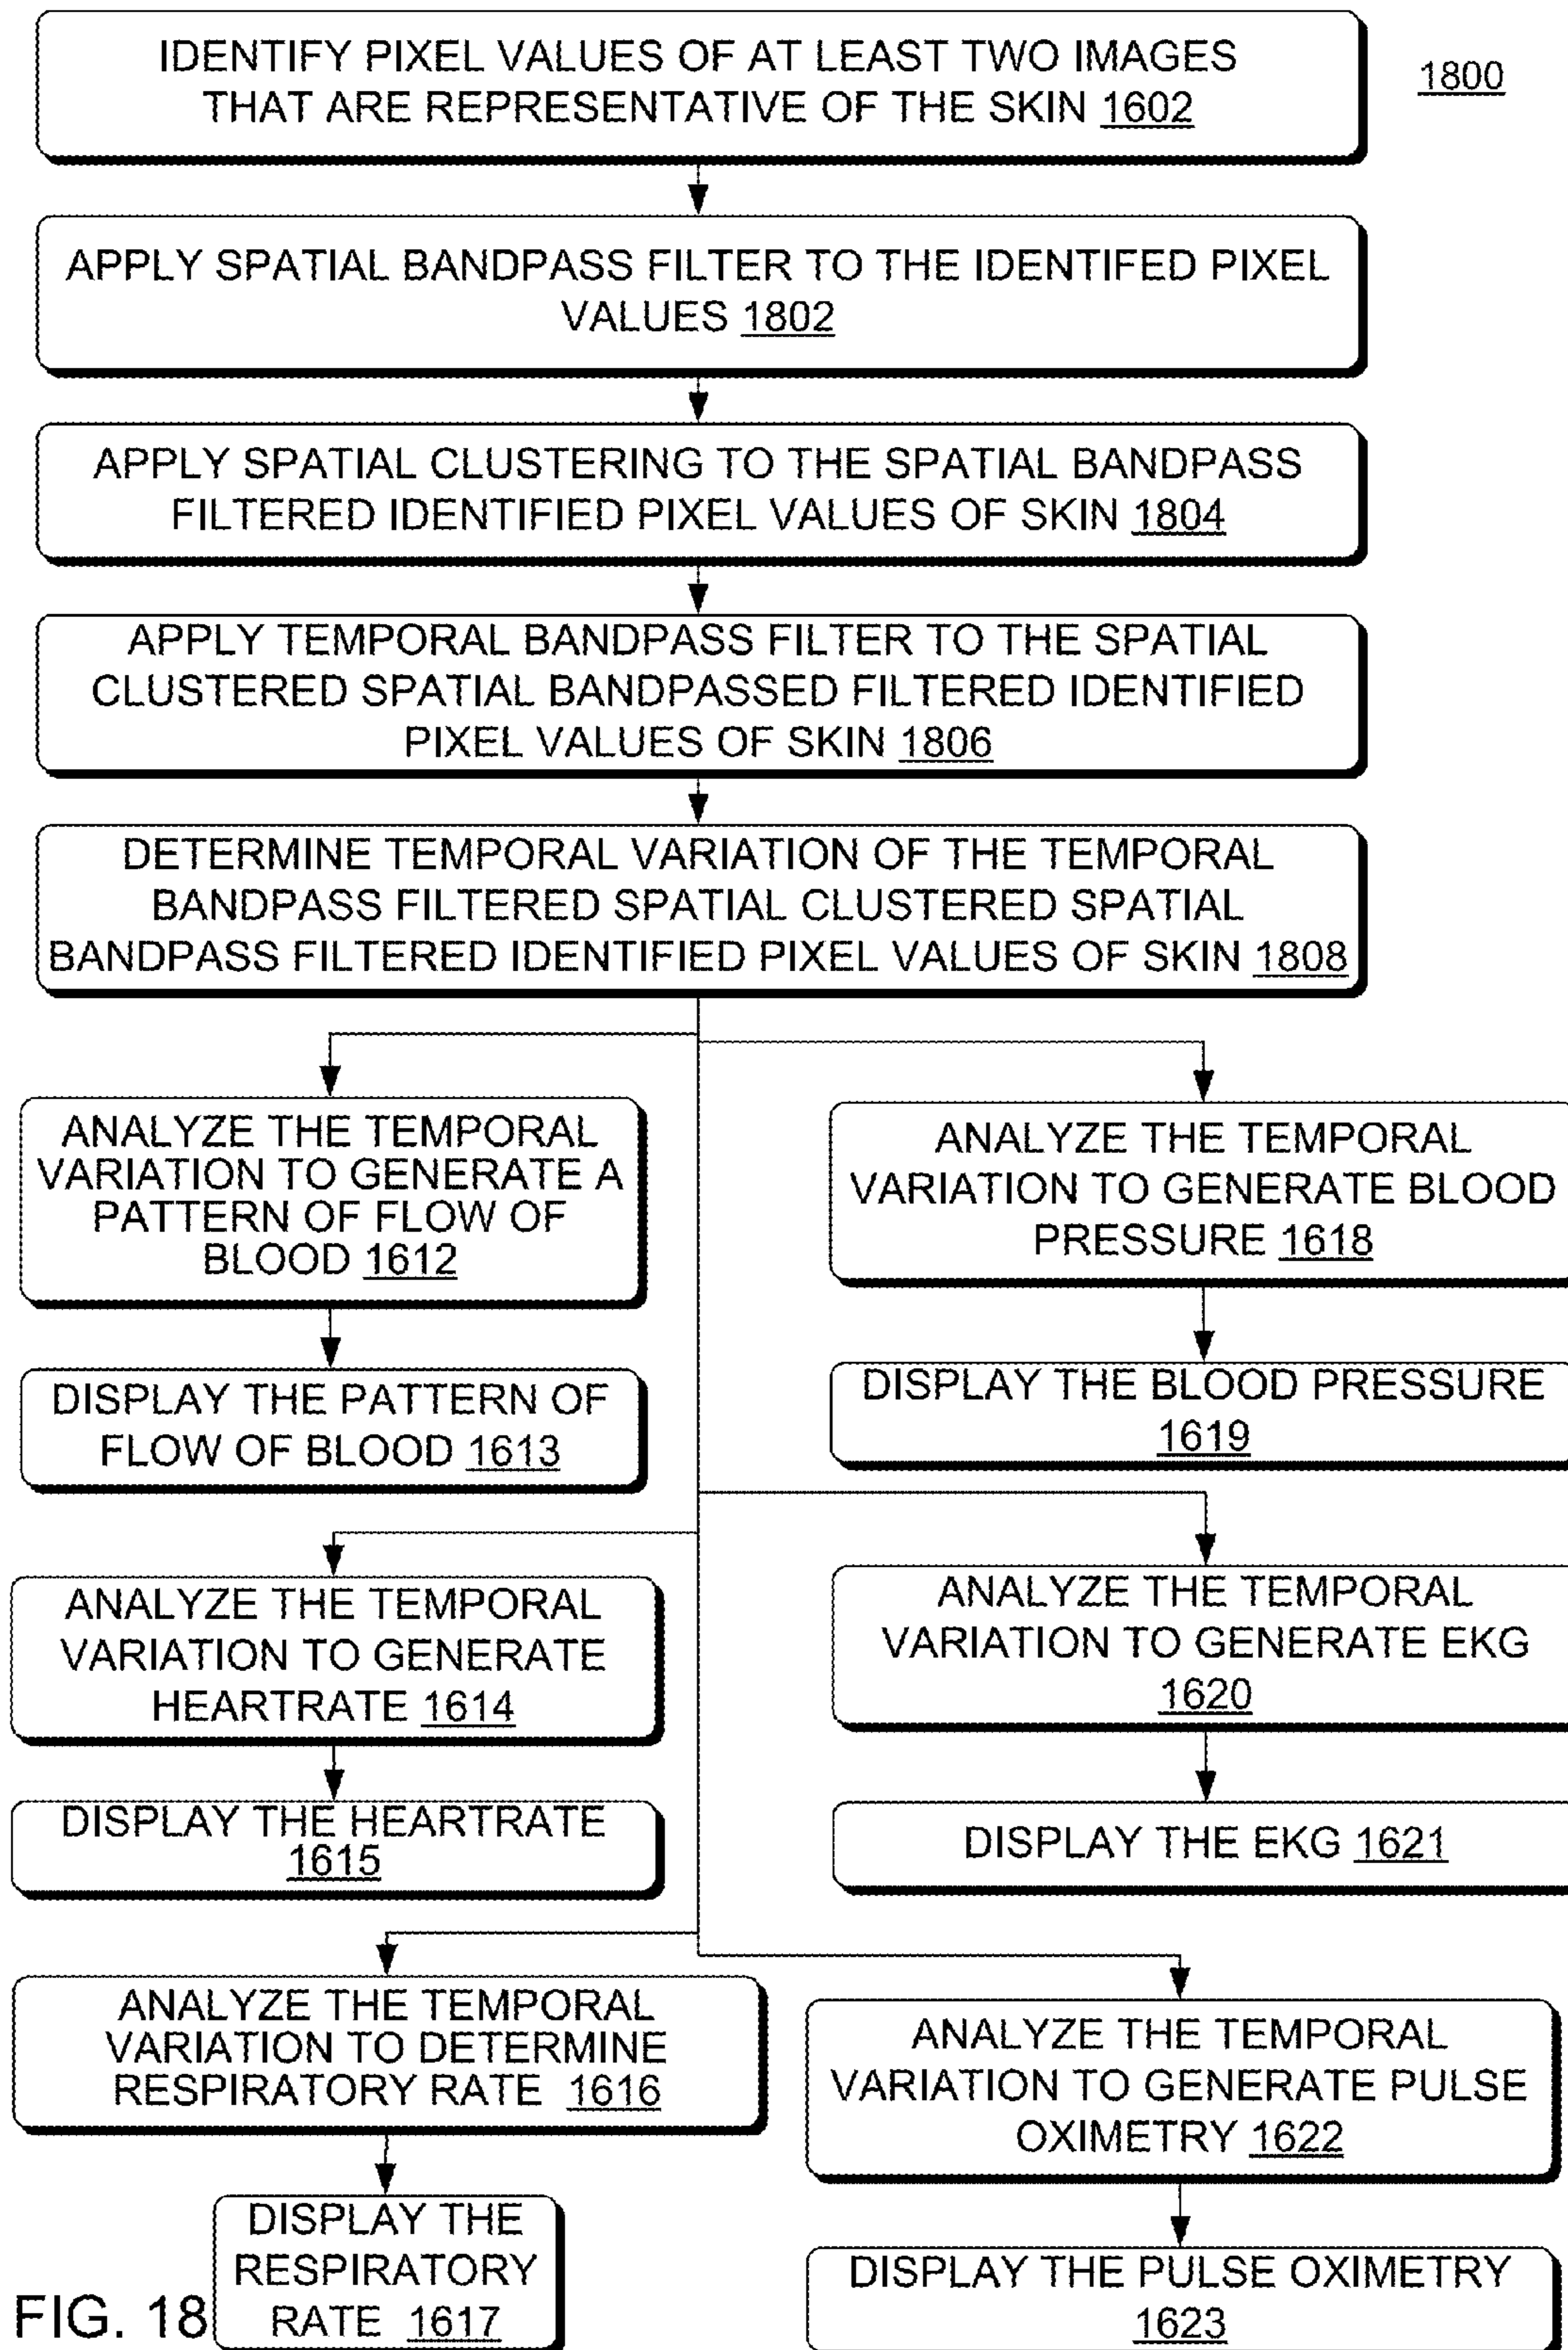 IDENTIFY PIXEL VALUES OF AT LEAST TWO IMAGES
THAT ARE REPRESENTATIVE OF THE SKIN 1602
1800
APPLY SPATIAL BANDPASS FILTER TO THE IDENTIFED PIXEL
VALUES 1802
APPLY SPATIAL CLUSTERING TO THE SPATIAL BANDPASS
FILTERED IDENTIFIED PIXEL VALUES OF SKIN 1804
APPLY TEMPORAL BANDPASS FILTER TO THE SPATIAL
CLUSTERED SPATIAL BANDPASSED FILTERED IDENTIFIED
PIXEL VALUES OF SKIN 1806
DETERMINE TEMPORAL VARIATION OF THE TEMPORAL
BANDPASS FILTERED SPATIAL CLUSTERED SPATIAL
BANDPASS FILTERED IDENTIFIED PIXEL VALUES OF SKIN 1808
ANALYZE THE TEMPORAL
VARIATION TO GENERATE A
PATTERN OF FLOW OF
BLOOD 1612
ANALYZE THE TEMPORAL
VARIATION TO GENERATE BLOOD
PRESSURE 1618
DISPLAY THE PATTERN OF
FLOW OF BLOOD 1613
DISPLAY THE BLOOD PRESSURE
1619
ANALYZE THE TEMPORAL
VARIATION TO GENERATE
HEARTRATE 1614
ANALYZE THE TEMPORAL
VARIATION TO GENERATE EKG
1620
DISPLAY THE HEARTRATE
1615
DISPLAY THE EKG 1621
ANALYZE THE TEMPORAL
VARIATION TO DETERMINE
RESPIRATORY RATE 1616
ANALYZE THE TEMPORAL
VARIATION TO GENERATE PULSE
OXIMETRY 1622
DISPLAY THE
RESPIRATORY
RATE 1617
DISPLAY THE PULSE OXIMETRY
1623
FIG. 18